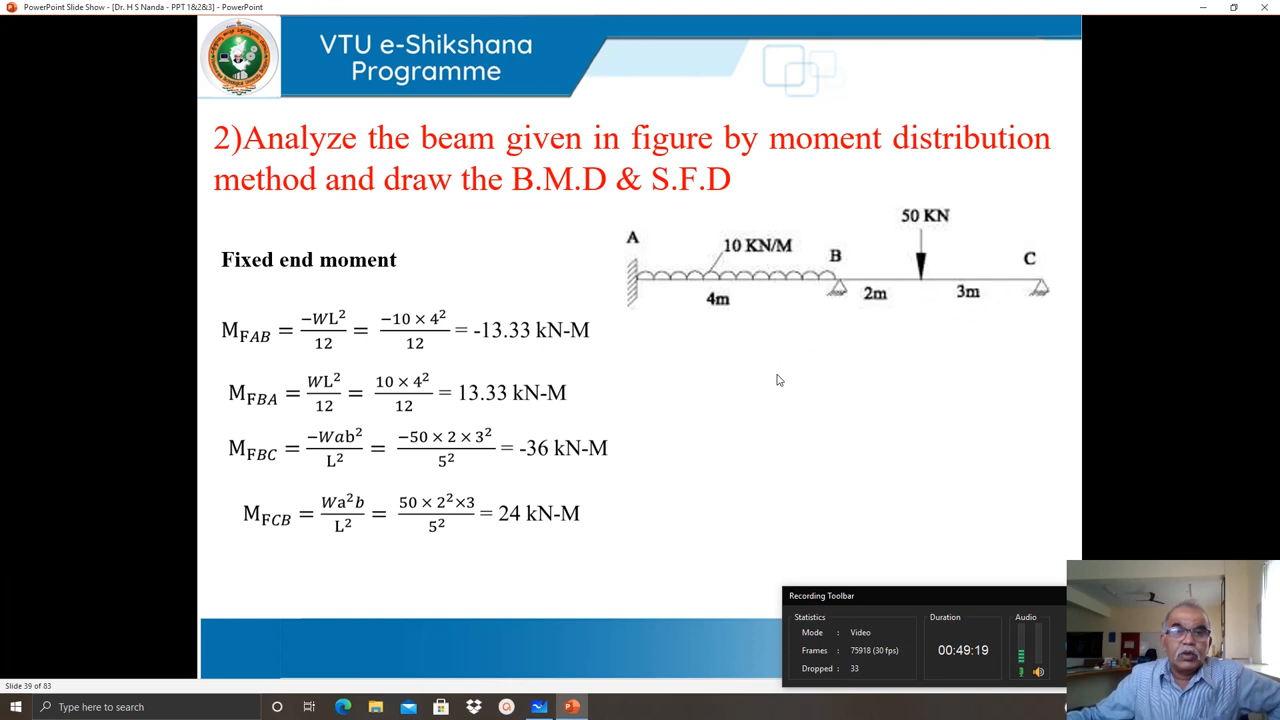 PowerPoint Slide Show - [Dr. H S Nanda - PPT 1&2&3] - PowerPoint
VTU e-Shikshana
Programme
2)Analyze the beam given in figure by moment distribution
method and draw the B.M.D & S.F.D
50 KN
A
10 KN/M
B
C
4m
2m
3m
Fixed end moment
M_FAB = −WL²/12 = −10 × 4²/12 = -13.33 kN-M
M_FBA = WL²/12 = 10 × 4²/12 = 13.33 kN-M
M_FBC = −Wab²/L² = −50 × 2 × 3²/5² = -36 kN-M
M_FCB = Wa²b/L² = 50 × 2²×3/5² = 24 kN-M
Recording Toolbar
Statistics
Mode : Video
Frames : 75918 (30 fps)
Dropped : 33
Duration
00:49:19
Audio
Slide 39 of 83
Type here to search